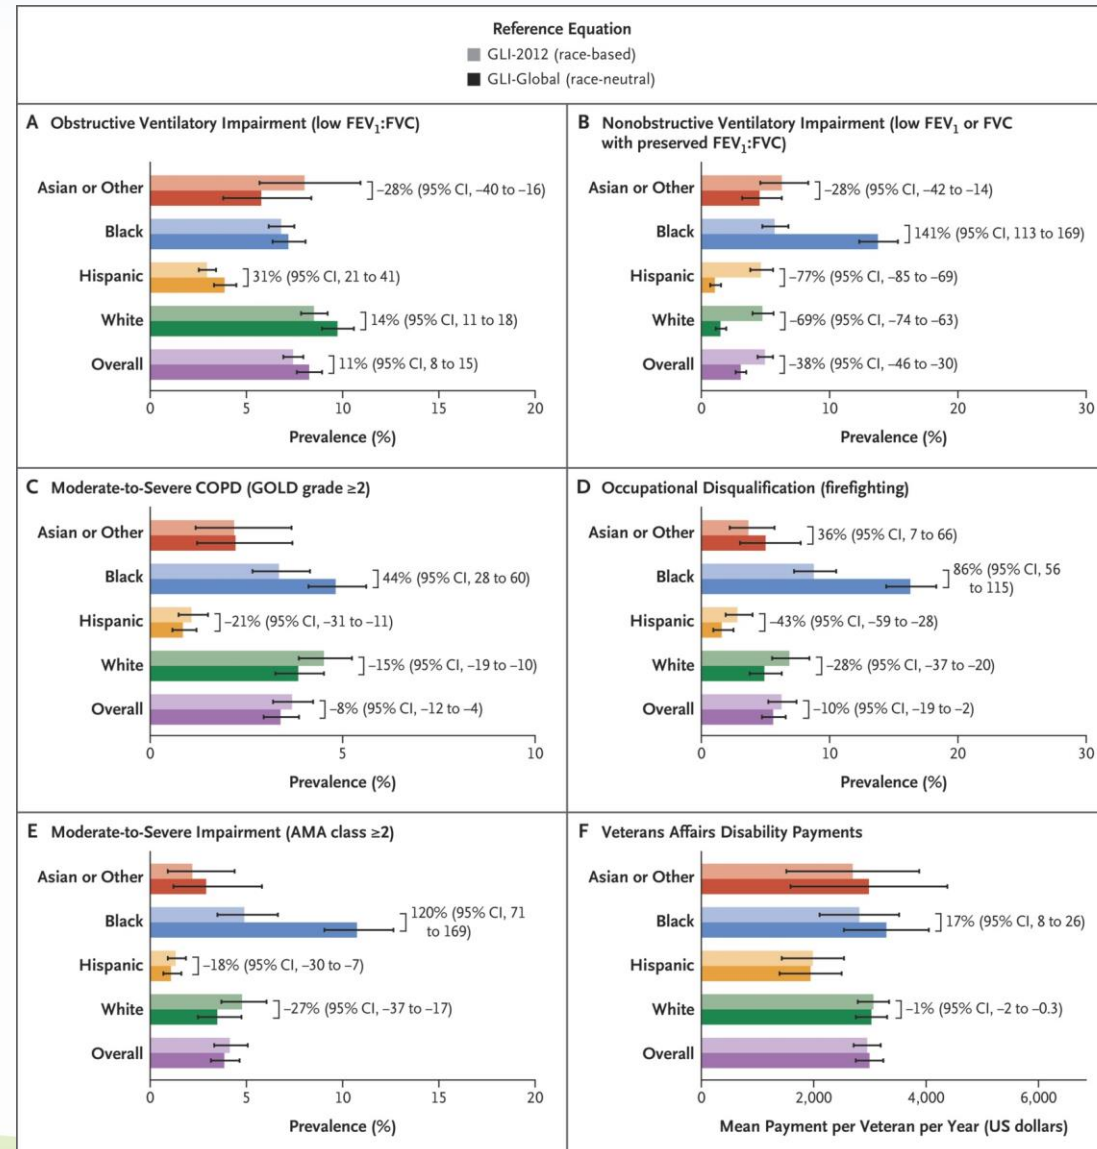 Reference Equation
GLI-2012 (race-based)
GLI-Global (race-neutral)
A Obstructive Ventilatory Impairment (low FEV₁:FVC)
Asian or Other
–28% (95% CI, –40 to –16)
Black
Hispanic
31% (95% CI, 21 to 41)
White
14% (95% CI, 11 to 18)
Overall
11% (95% CI, 8 to 15)
0 5 10 15 20
Prevalence (%)
B Nonobstructive Ventilatory Impairment (low FEV₁ or FVC
with preserved FEV₁:FVC)
Asian or Other
–28% (95% CI, –42 to –14)
Black
141% (95% CI, 113 to 169)
Hispanic
–77% (95% CI, –85 to –69)
White
–69% (95% CI, –74 to –63)
Overall
–38% (95% CI, –46 to –30)
0 10 20 30
Prevalence (%)
C Moderate-to-Severe COPD (GOLD grade ≥2)
Asian or Other
Black
44% (95% CI, 28 to 60)
Hispanic
–21% (95% CI, –31 to –11)
White
–15% (95% CI, –19 to –10)
Overall
–8% (95% CI, –12 to –4)
0 5 10
Prevalence (%)
D Occupational Disqualification (firefighting)
Asian or Other
36% (95% CI, 7 to 66)
Black
86% (95% CI, 56
to 115)
Hispanic
–43% (95% CI, –59 to –28)
White
–28% (95% CI, –37 to –20)
Overall
–10% (95% CI, –19 to –2)
0 10 20 30
Prevalence (%)
E Moderate-to-Severe Impairment (AMA class ≥2)
Asian or Other
Black
120% (95% CI, 71
to 169)
Hispanic
–18% (95% CI, –30 to –7)
White
–27% (95% CI, –37 to –17)
Overall
0 5 10 15 20
Prevalence (%)
F Veterans Affairs Disability Payments
Asian or Other
Black
17% (95% CI, 8 to 26)
Hispanic
White
–1% (95% CI, –2 to –0.3)
Overall
0 2,000 4,000 6,000
Mean Payment per Veteran per Year (US dollars)